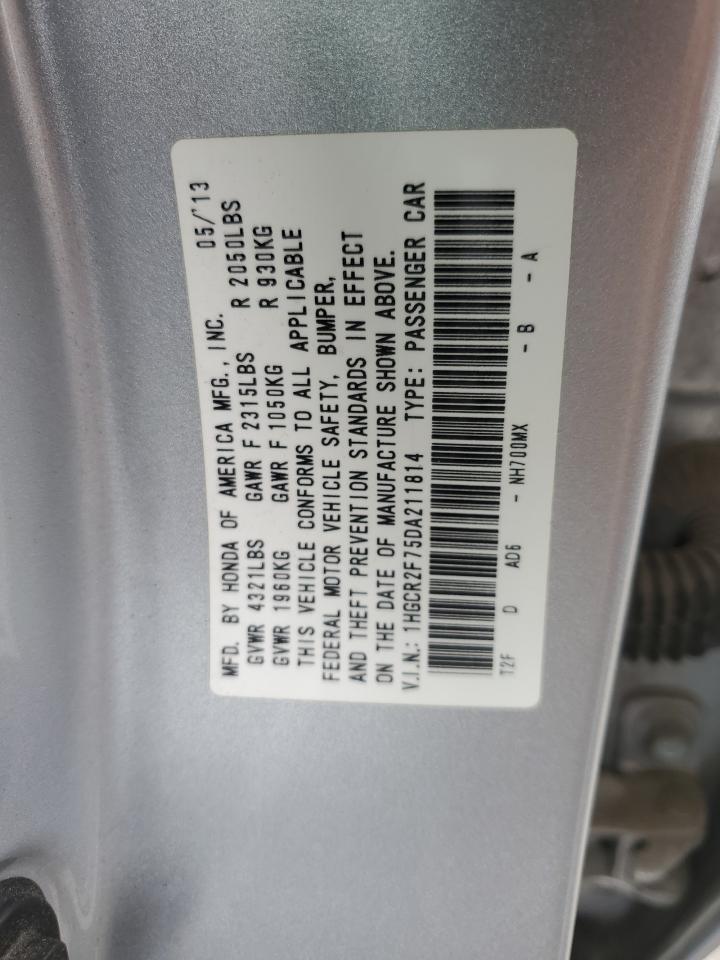 MFD. BY HONDA OF AMERICA MFG., INC. 05/'13
GVWR 4321LBS GAWR F 2315LBS R 2050LBS
GVWR 1960KG GAWR F 1050KG R 930KG
THIS VEHICLE CONFORMS TO ALL APPLICABLE
FEDERAL MOTOR VEHICLE SAFETY, BUMPER,
AND THEFT PREVENTION STANDARDS IN EFFECT
ON THE DATE OF MANUFACTURE SHOWN ABOVE.
V.I.N.: 1HGCR2F75DA211814 TYPE: PASSENGER CAR
T2F D AD6 - NH700MX - B - A